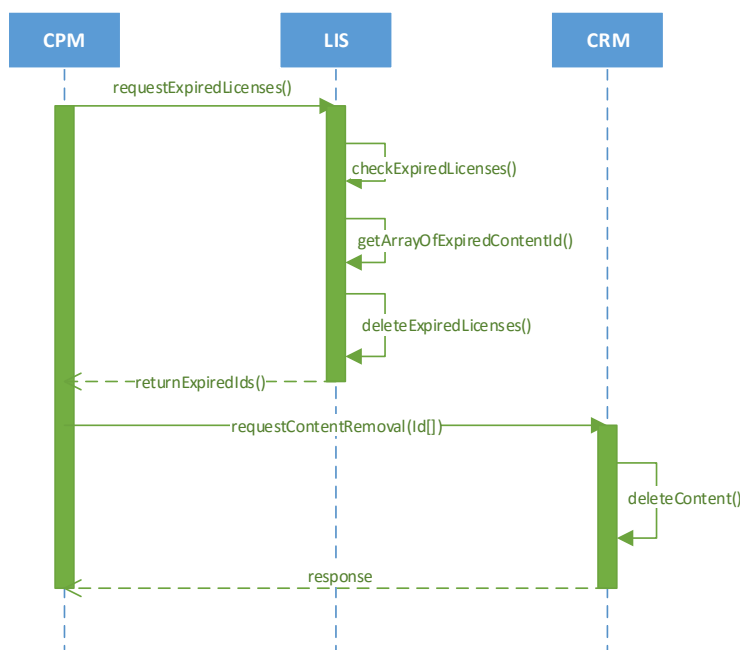 CPM
LIS
CRM
requestExpiredLicenses()
checkExpiredLicenses()
getArrayOfExpiredContentId()
deleteExpiredLicenses()
returnExpiredIds()
requestContentRemoval(Id[])
deleteContent()
response